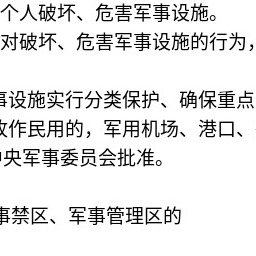 个人破坏、危害军事设施。
对破坏、危害军事设施的行为，
事设施实行分类保护、确保重点
改作民用的，军用机场、港口、
中央军事委员会批准。
事禁区、军事管理区的